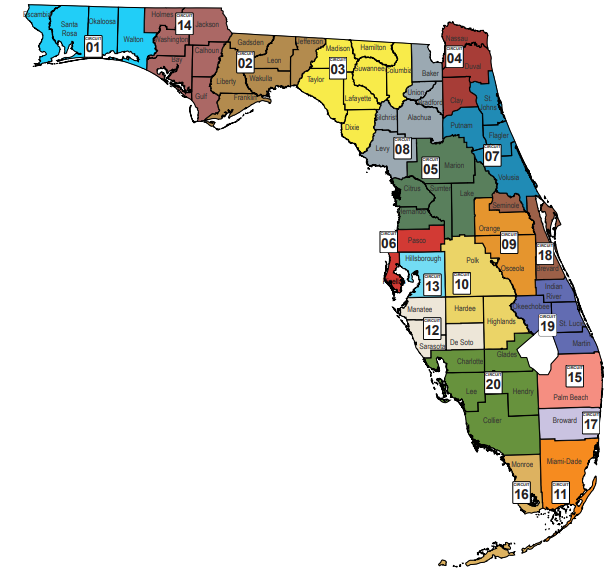 Escambia
Santa
Rosa
Okaloosa
Walton
CIRCUIT
01
Holmes
CIRCUIT
14
Jackson
Washington
Bay
Calhoun
Gulf
Gadsden
CIRCUIT
02
Leon
Jefferson
Liberty
Wakulla
Franklin
Madison
Hamilton
CIRCUIT
03
Suwannee
Columbia
Taylor
Lafayette
Dixie
Nassau
CIRCUIT
04
Duval
Clay
Baker
Union
Bradford
Gilchrist
Alachua
Levy
CIRCUIT
08
St.
Johns
Putnam
Flagler
CIRCUIT
07
Volusia
CIRCUIT
05
Marion
Citrus
Sumter
Lake
Hernando
CIRCUIT
06
Pasco
Seminole
Orange
CIRCUIT
09
Osceola
CIRCUIT
18
Brevard
Hillsborough
CIRCUIT
13
Polk
CIRCUIT
10
Hardee
Highlands
Manatee
CIRCUIT
12
Sarasota
De Soto
Indian
River
Okeechobee
CIRCUIT
19
St. Lucie
Martin
Charlotte
Glades
CIRCUIT
20
Lee
Hendry
Collier
CIRCUIT
15
Palm Beach
Broward
CIRCUIT
17
Monroe
CIRCUIT
16
Miami-Dade
CIRCUIT
11